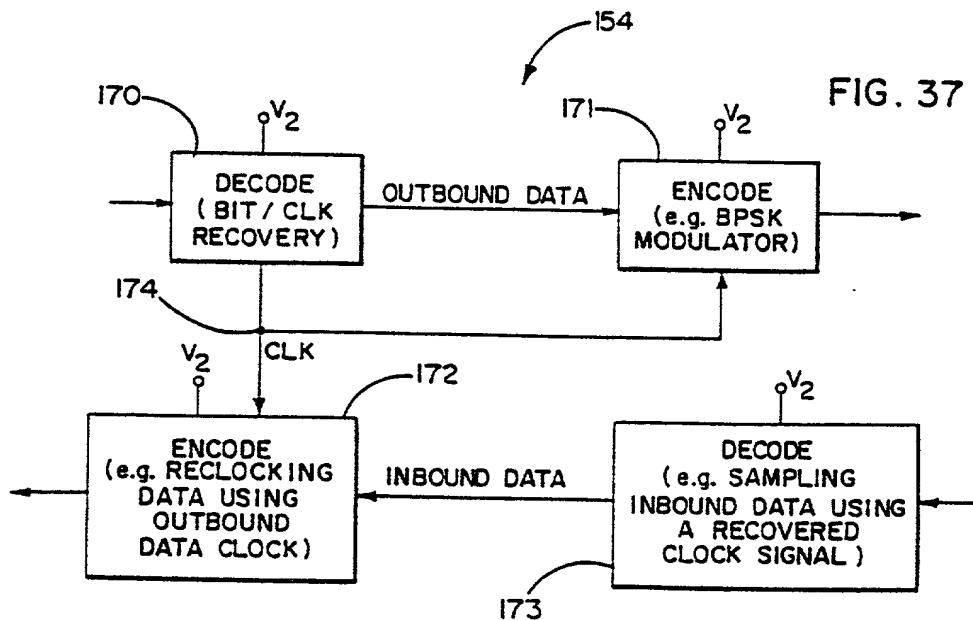 154
FIG. 37
170
V2
171
V2
DECODE
(BIT/CLK
RECOVERY)
OUTBOUND DATA
ENCODE
(e.g. BPSK
MODULATOR)
174
CLK
V2
172
V2
ENCODE
(e.g. RECLOCKING
DATA USING
OUTBOUND
DATA CLOCK)
INBOUND DATA
DECODE
(e.g. SAMPLING
INBOUND DATA USING
A RECOVERED
CLOCK SIGNAL)
173